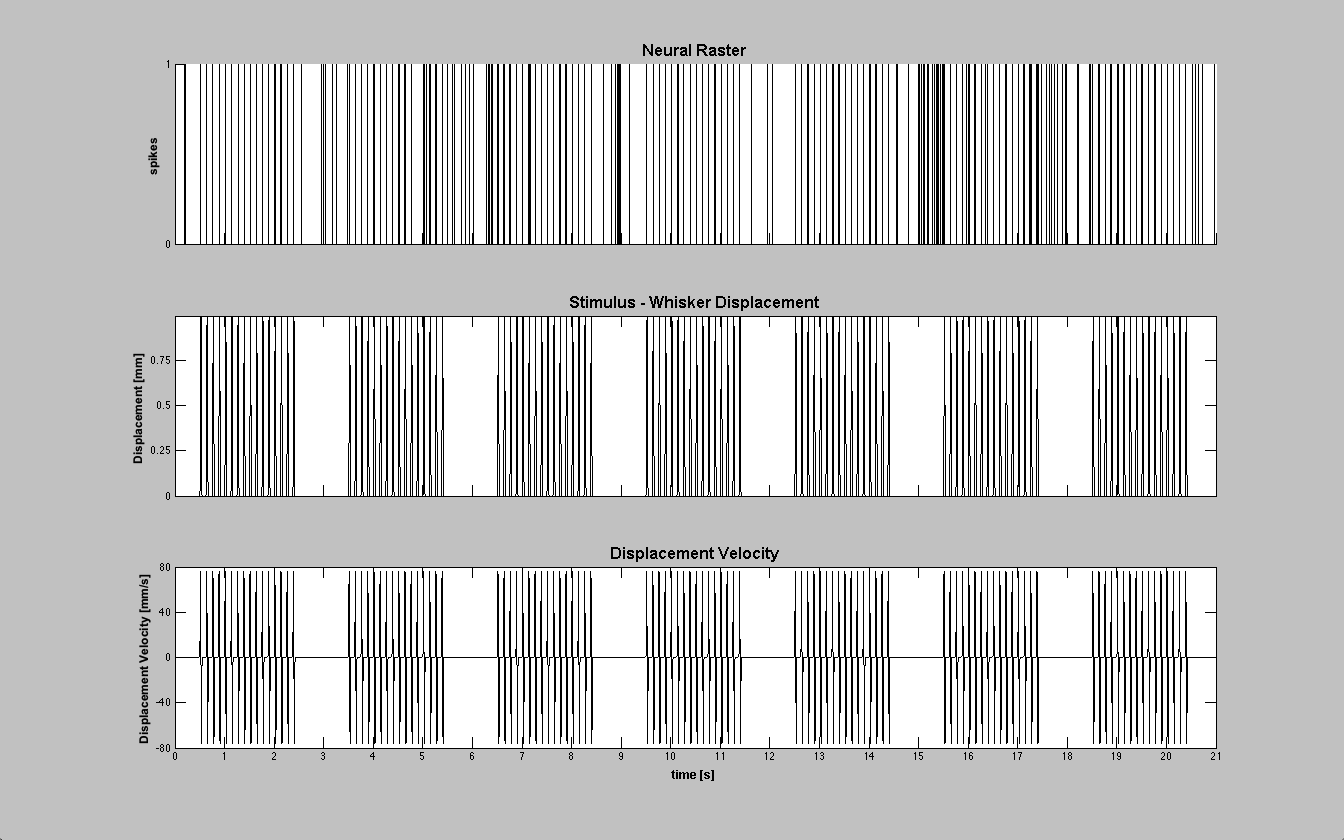 Neural Raster
1
spikes
0
Stimulus - Whisker Displacement
Displacement [mm]
0.75
0.5
0.25
0
Displacement Velocity
Displacement Velocity [mm/s]
80
40
0
-40
-80
0 1 2 3 4 5 6 7 8 9 10 11 12 13 14 15 16 17 18 19 20 21
time [s]